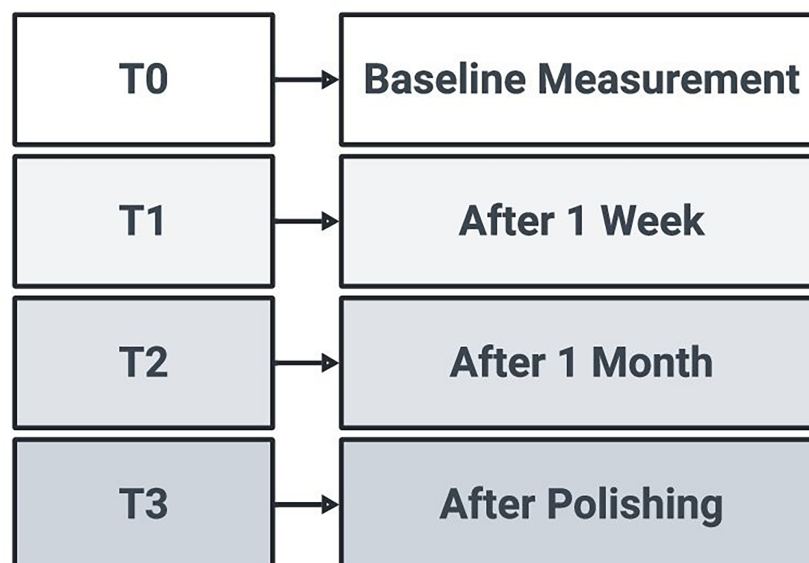 T0
Baseline Measurement
T1
After 1 Week
T2
After 1 Month
T3
After Polishing